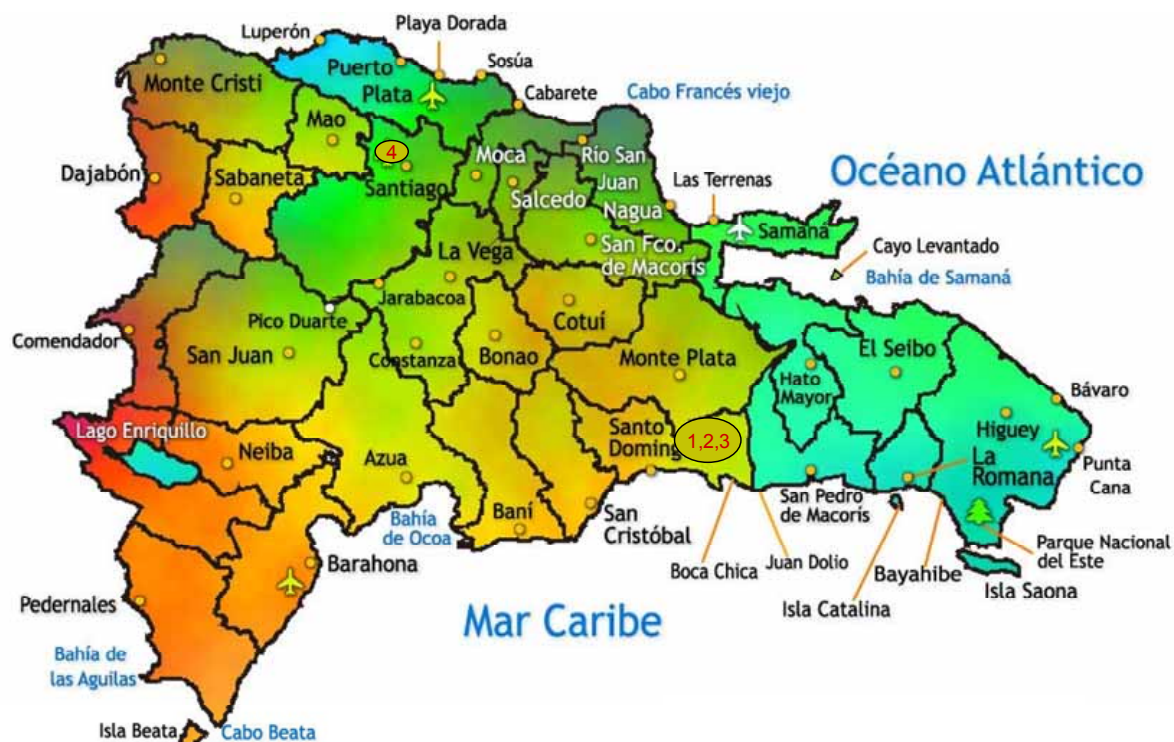 Luperón
Playa Dorada
Sosúa
Cabarete
Puerto
Plata
Monte Cristi
Cabo Francés viejo
Mao
4
Moca
Río San
Juan
Océano Atlántico
Dajabón
Sabaneta
Santiago
Salcedo
Nagua
Las Terrenas
Samaná
Cayo Levantado
Bahía de Samaná
La Vega
San Fco.
de Macorís
Jarabacoa
Pico Duarte
Cotuí
Comendador
San Juan
Constanza
Bonao
Monte Plata
El Seibo
Hato
Mayor
Bávaro
Higuey
Lago Enriquillo
Neiba
Azua
Santo
Doming
1,2,3
La
Romana
Punta
Cana
Bahía
de Ocoa
Baní
San
Cristóbal
San Pedro
de Macorís
Parque Nacional
del Este
Barahona
Boca Chica
Juan Dolio
Bayahibe
Isla Saona
Isla Catalina
Pedernales
Mar Caribe
Bahía de
las Aguilas
Isla Beata
Cabo Beata